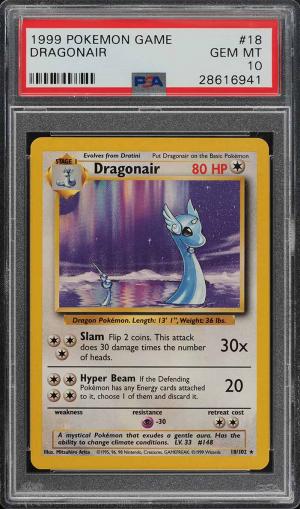 1999 POKEMON GAME #18
DRAGONAIR GEM MT
10
PSA 28616941
STAGE 1 Evolves from Dratini Put Dragonair on the Basic Pokémon
Dragonair 80 HP
Dragon Pokémon. Length: 13' 1", Weight: 36 lbs.
Slam Flip 2 coins. This attack
does 30 damage times the number
of heads.
30x
Hyper Beam If the Defending
Pokémon has any Energy cards attached
to it, choose 1 of them and discard it.
20
weakness resistance retreat cost
-30
A mystical Pokémon that exudes a gentle aura. Has the
ability to change climate conditions. LV. 33 #148
Illus. Mitsuhiro Arita ©1995, 96, 98 Nintendo, Creatures, GAMEFREAK. ©1999 Wizards. 18/102 ★